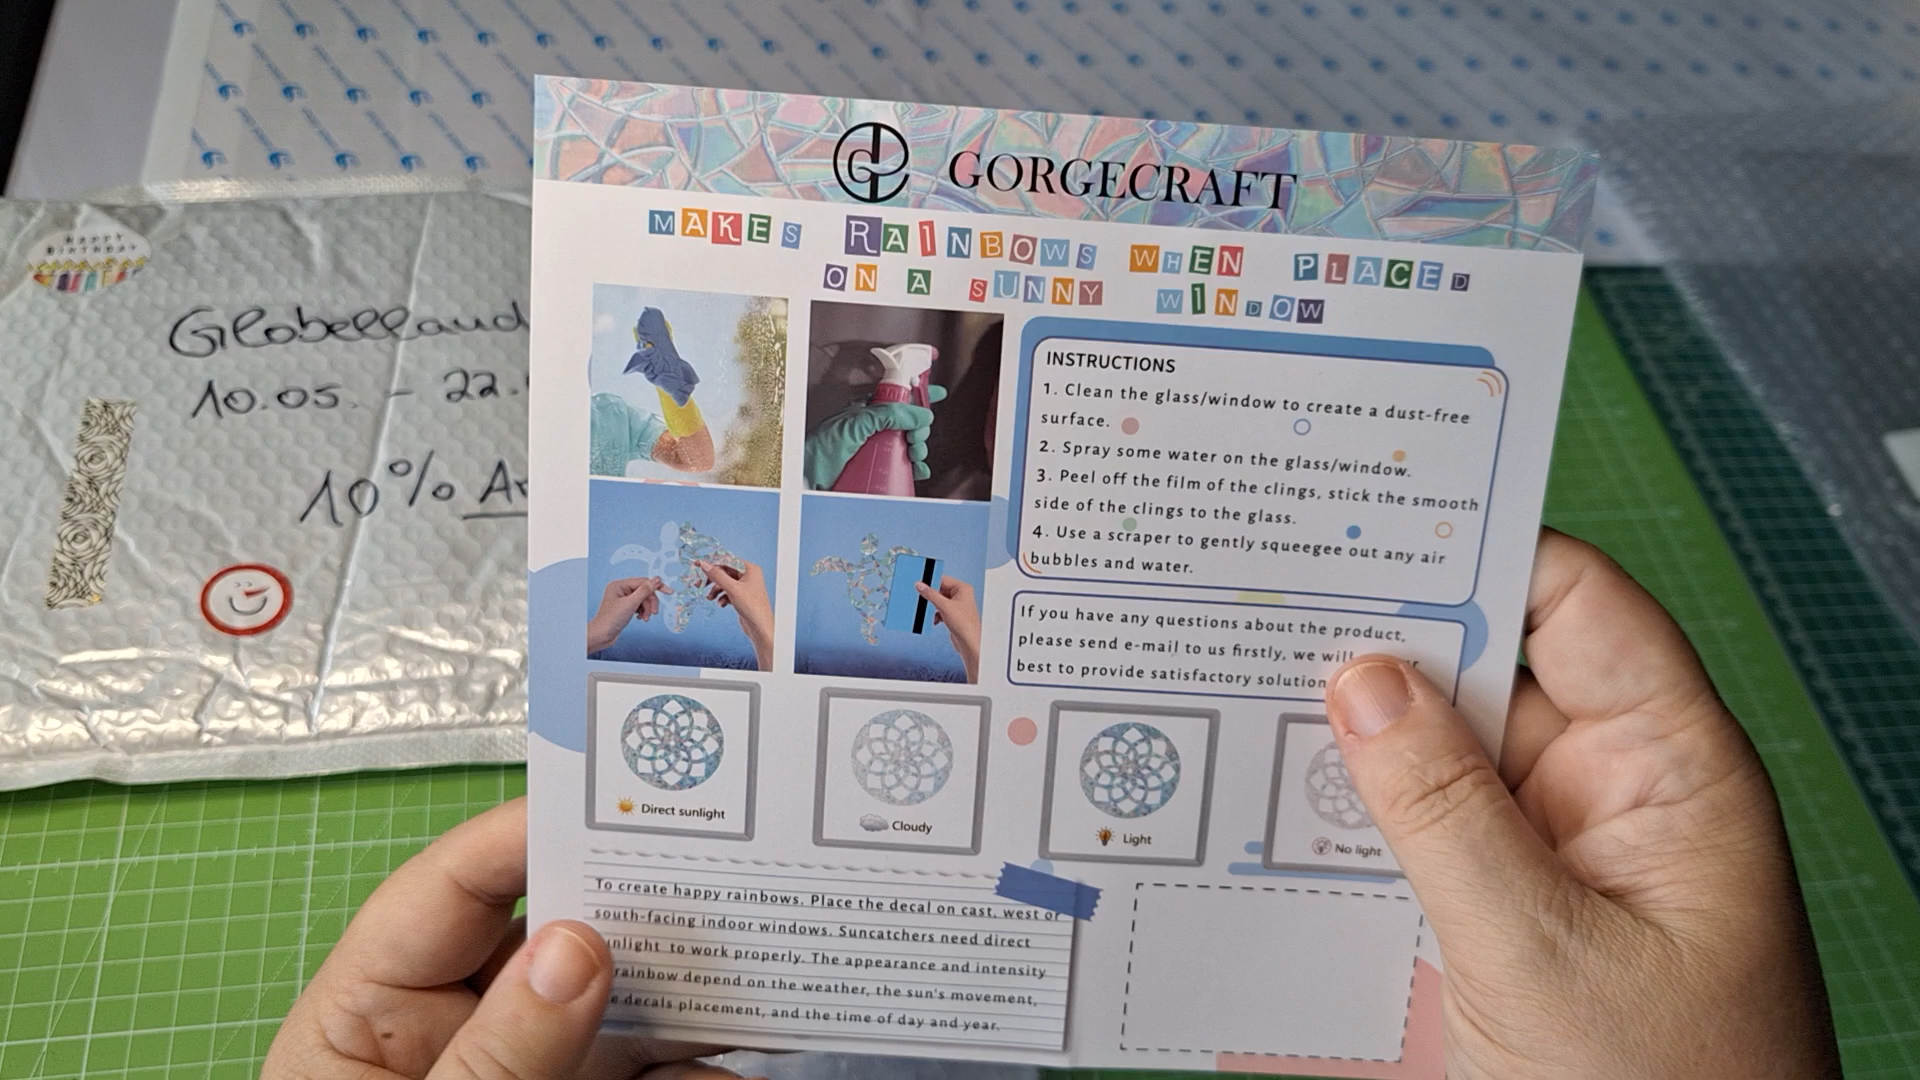 HAPPY
BIRTHDAY
Globelland
10.05. - 22.
10%
GORGECRAFT
MAKES RAINBOWS WHEN PLACED
ON A SUNNY WINDOW
INSTRUCTIONS
1. Clean the glass/window to create a dust-free
surface.
2. Spray some water on the glass/window.
3. Peel off the film of the clings, stick the smooth
side of the clings to the glass.
4. Use a scraper to gently squeegee out any air
bubbles and water.
If you have any questions about the product,
please send e-mail to us firstly, we will
best to provide satisfactory solution
Direct sunlight
Cloudy
Light
No light
To create happy rainbows. Place the decal on cast, west or
south-facing indoor windows. Suncatchers need direct
to work properly. The appearance and intensity
rainbow depend on the weather, the sun's movement,
decals placement, and the time of day and year.